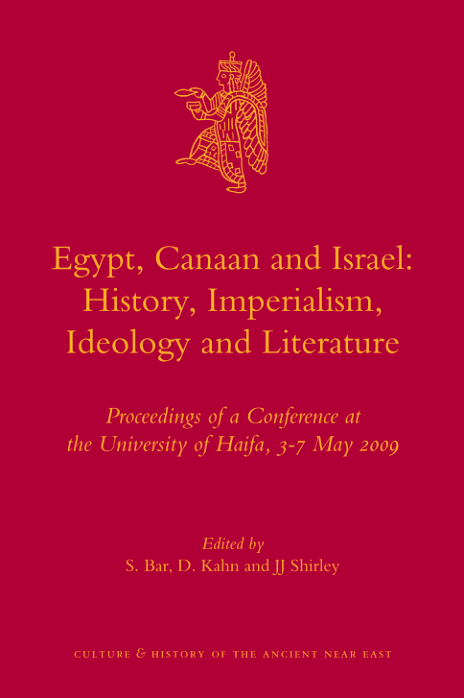 Egypt, Canaan and Israel:
History, Imperialism,
Ideology and Literature
Proceedings of a Conference at
the University of Haifa, 3-7 May 2009
Edited by
S. Bar, D. Kahn and JJ Shirley
CULTURE & HISTORY OF THE ANCIENT NEAR EAST